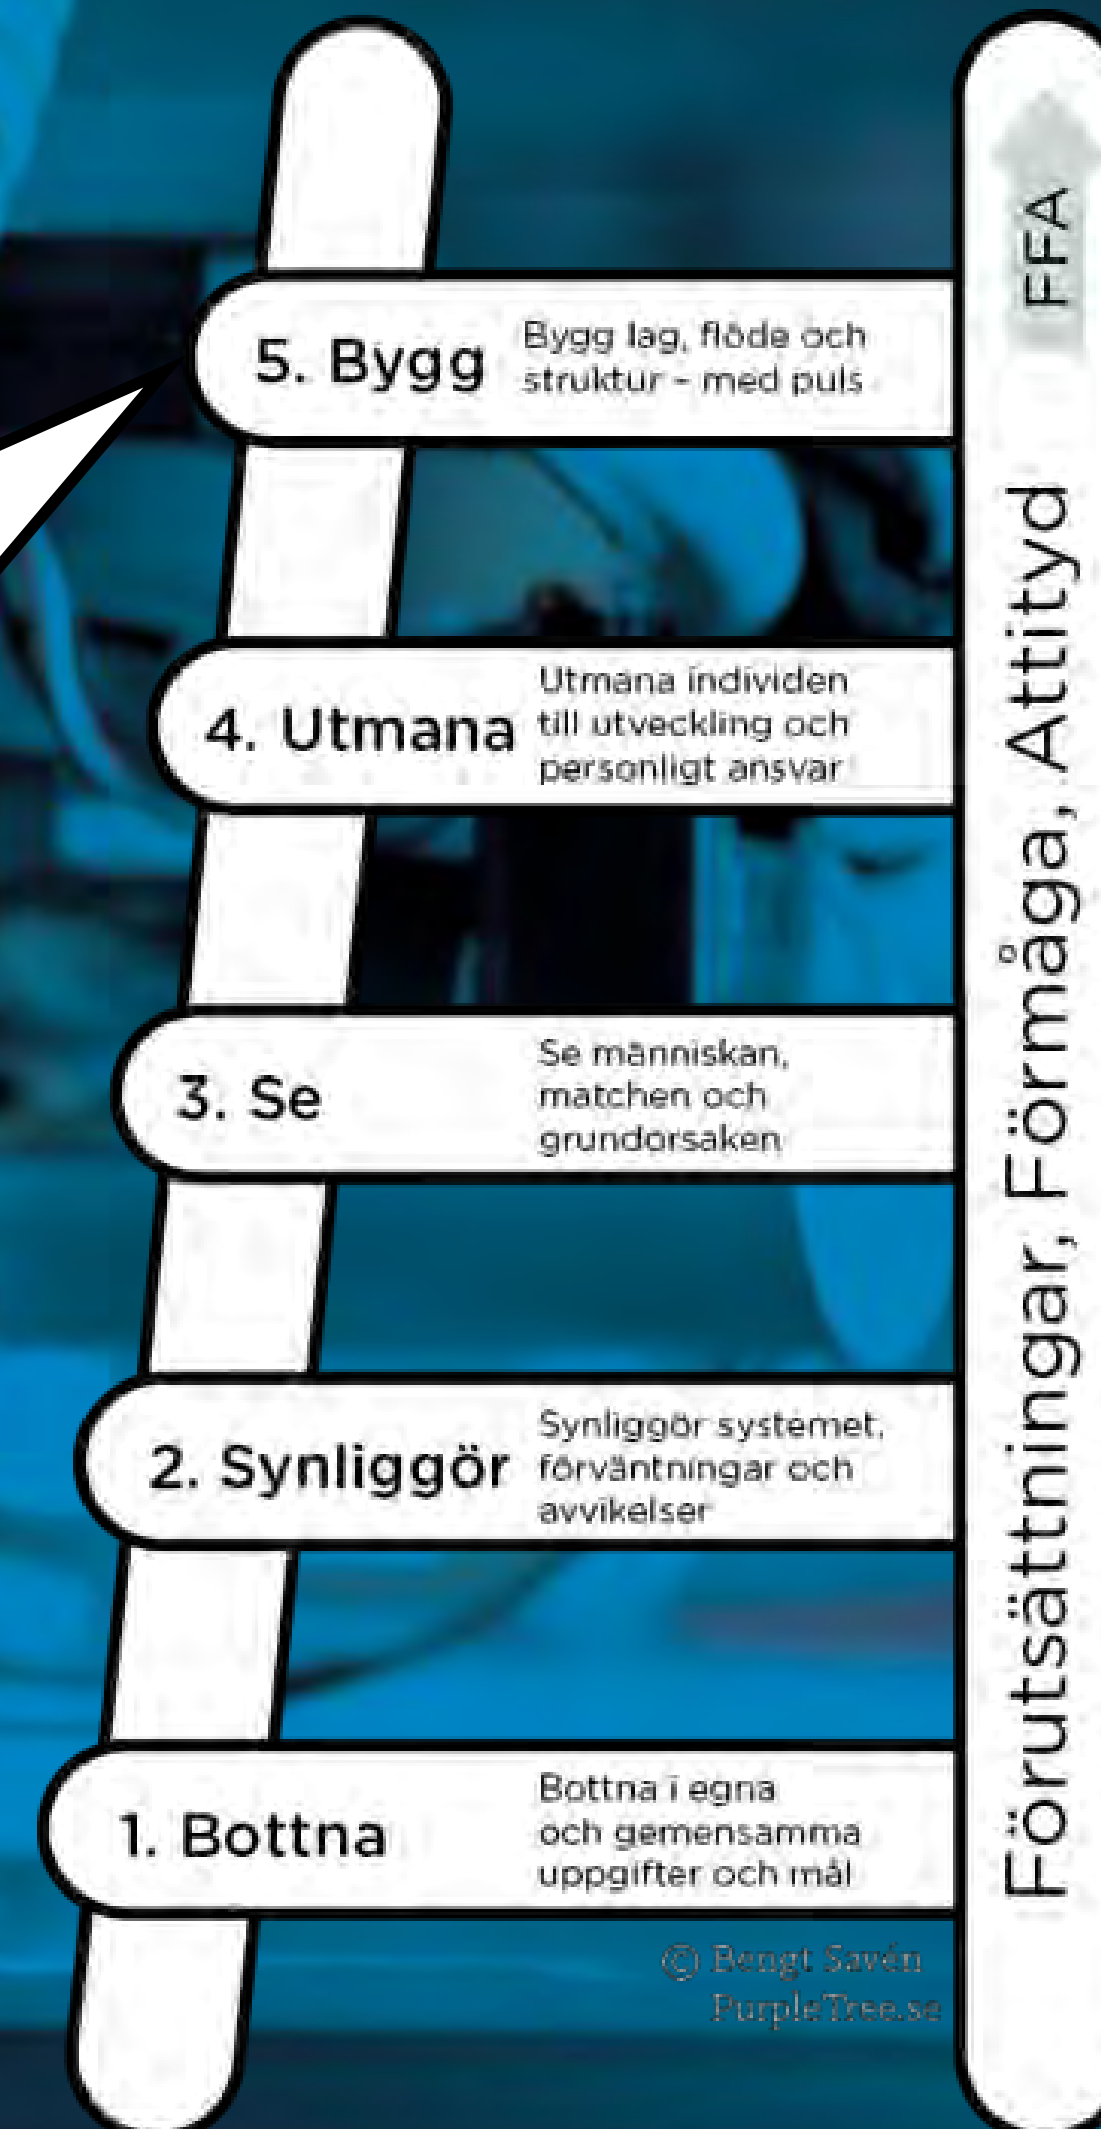 5. Bygg
Bygg lag, flöde och
struktur – med puls
4. Utmana
Utmana individen
till utveckling och
personligt ansvar
3. Se
Se människan,
matchen och
grundorsaken
2. Synliggör
Synliggör systemet,
förväntningar och
avvikelser
1. Bottna
Bottna i egna
och gemensamma
uppgifter och mål
Förutsättningar, Förmåga, Attityd
FFA
© Bengt Savén
PurpleTree.se